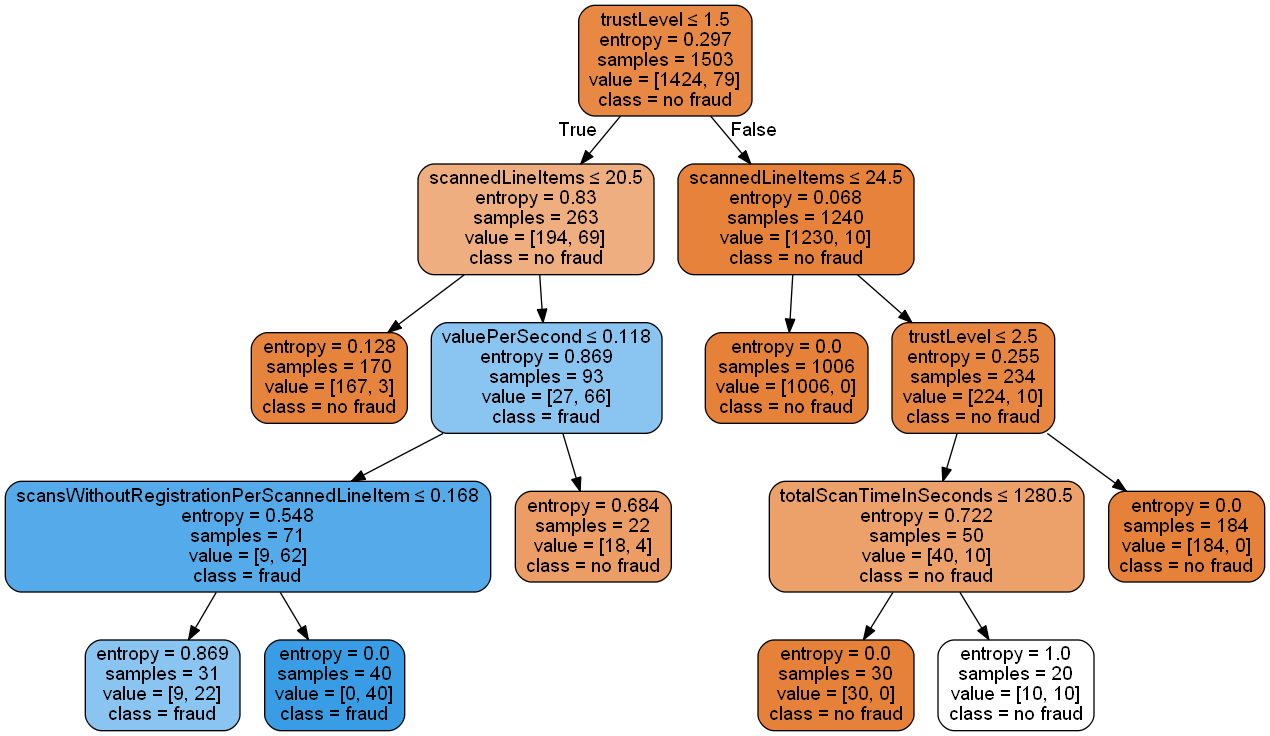 trustLevel ≤ 1.5
entropy = 0.297
samples = 1503
value = [1424, 79]
class = no fraud
True
False
scannedLineItems ≤ 20.5
entropy = 0.83
samples = 263
value = [194, 69]
class = no fraud
scannedLineItems ≤ 24.5
entropy = 0.068
samples = 1240
value = [1230, 10]
class = no fraud
entropy = 0.128
samples = 170
value = [167, 3]
class = no fraud
valuePerSecond ≤ 0.118
entropy = 0.869
samples = 93
value = [27, 66]
class = fraud
entropy = 0.0
samples = 1006
value = [1006, 0]
class = no fraud
trustLevel ≤ 2.5
entropy = 0.255
samples = 234
value = [224, 10]
class = no fraud
scansWithoutRegistrationPerScannedLineItem ≤ 0.168
entropy = 0.548
samples = 71
value = [9, 62]
class = fraud
entropy = 0.684
samples = 22
value = [18, 4]
class = no fraud
totalScanTimeInSeconds ≤ 1280.5
entropy = 0.722
samples = 50
value = [40, 10]
class = no fraud
entropy = 0.0
samples = 184
value = [184, 0]
class = no fraud
entropy = 0.869
samples = 31
value = [9, 22]
class = fraud
entropy = 0.0
samples = 40
value = [0, 40]
class = fraud
entropy = 0.0
samples = 30
value = [30, 0]
class = no fraud
entropy = 1.0
samples = 20
value = [10, 10]
class = no fraud